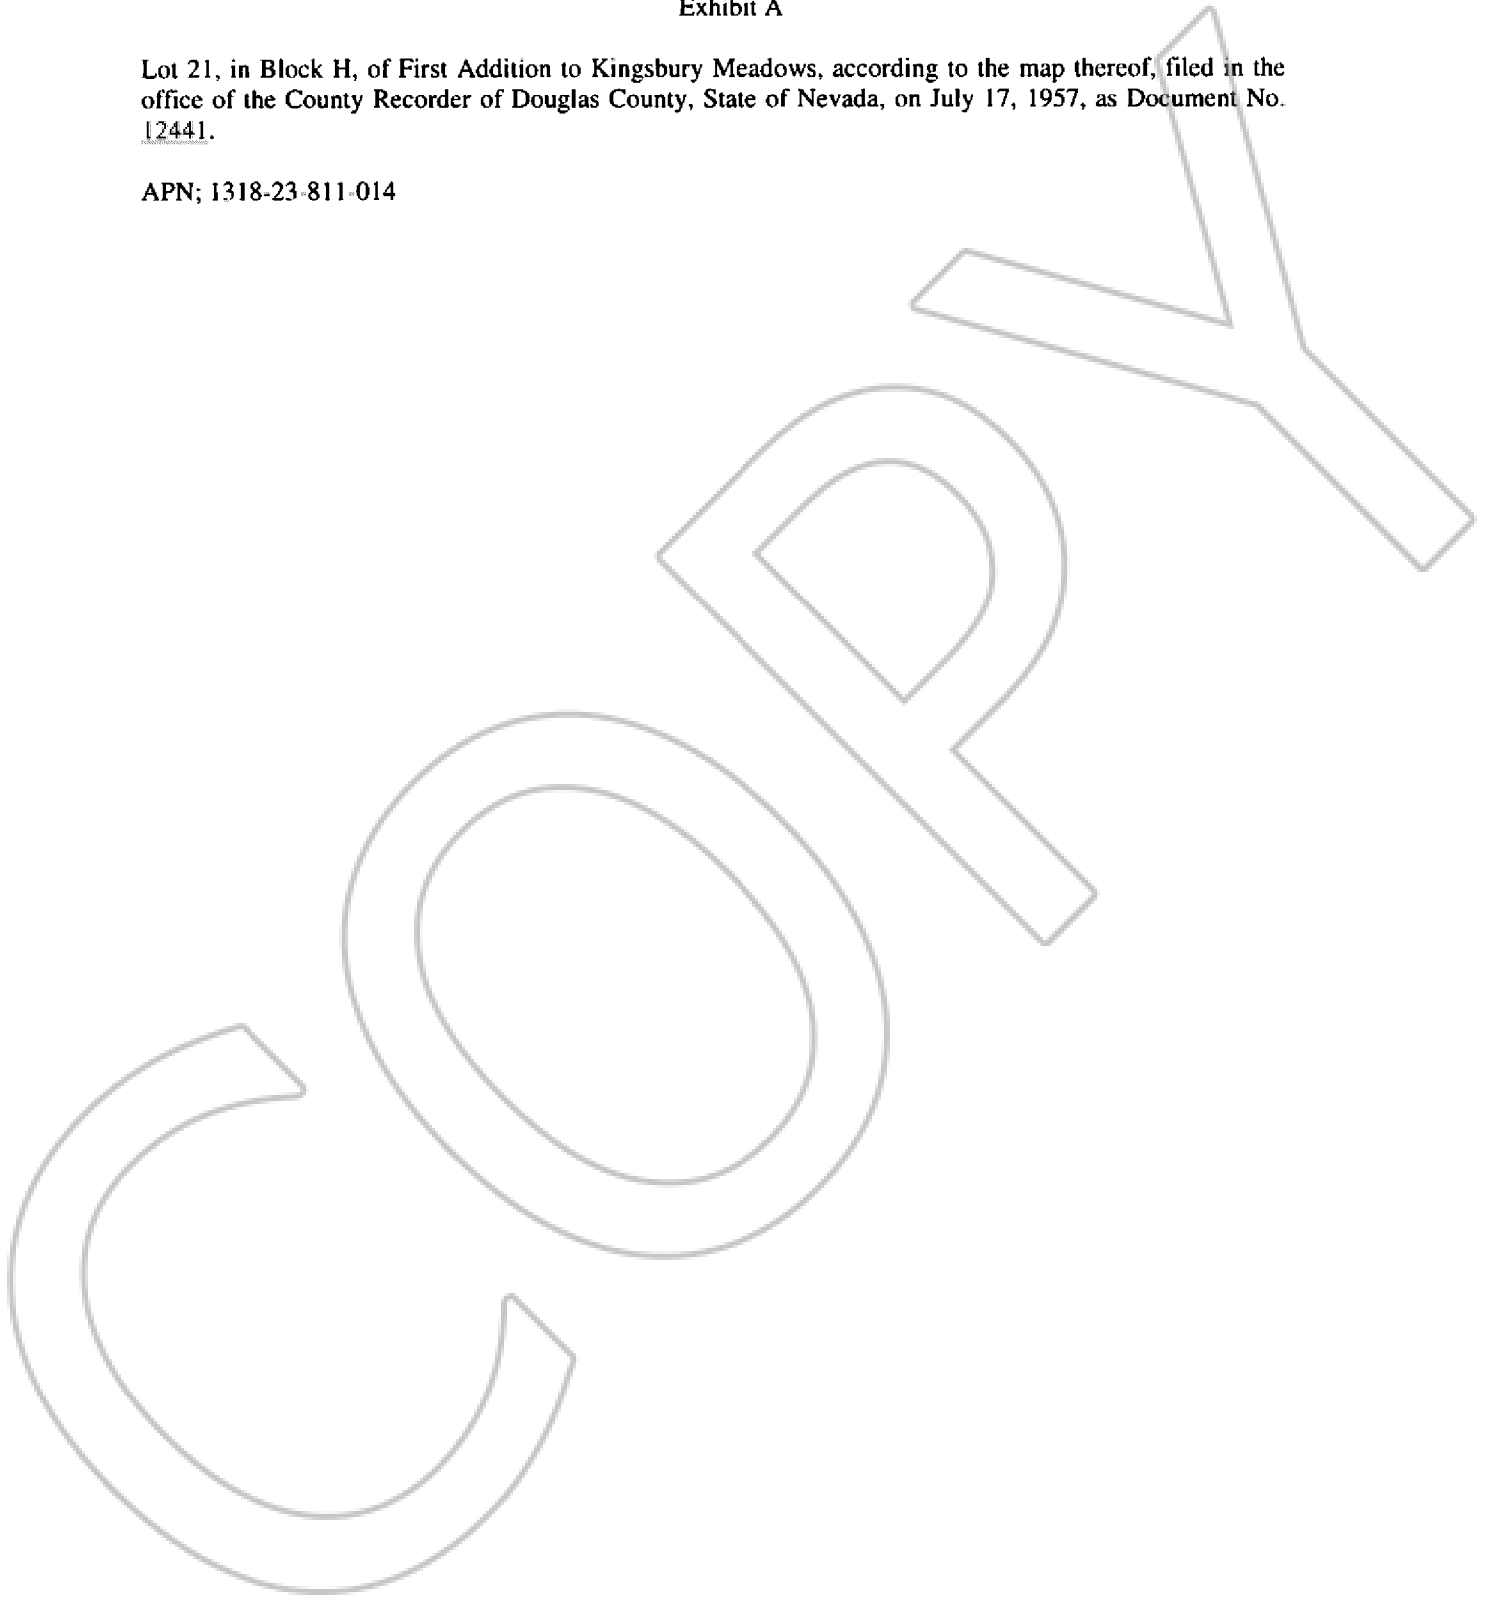 Exhibit A
Lot 21, in Block H, of First Addition to Kingsbury Meadows, according to the map thereof, filed in the
office of the County Recorder of Douglas County, State of Nevada, on July 17, 1957, as Document No.
12441.
APN; 1318-23-811-014
COPY